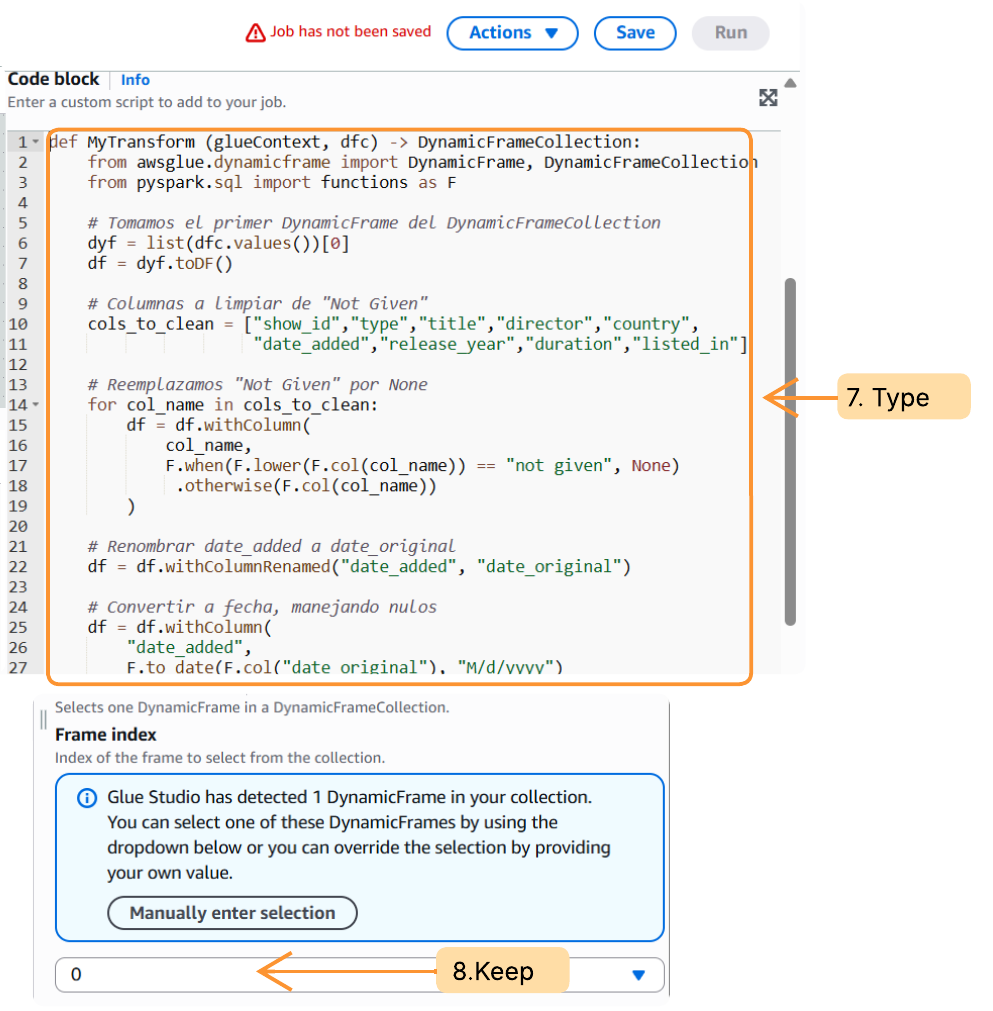 Job has not been saved Actions Save Run
Code block Info
Enter a custom script to add to your job.
1 def MyTransform (glueContext, dfc) -> DynamicFrameCollection:
2     from awsglue.dynamicframe import DynamicFrame, DynamicFrameCollection
3     from pyspark.sql import functions as F
4
5     # Tomamos el primer DynamicFrame del DynamicFrameCollection
6     dyf = list(dfc.values())[0]
7     df = dyf.toDF()
8
9     # Columnas a limpiar de "Not Given"
10     cols_to_clean = ["show_id","type","title","director","country",
11                      "date_added","release_year","duration","listed_in"]
12
13     # Reemplazamos "Not Given" por None
14     for col_name in cols_to_clean:
15         df = df.withColumn(
16             col_name,
17             F.when(F.lower(F.col(col_name)) == "not given", None)
18              .otherwise(F.col(col_name))
19         )
20
21     # Renombrar date_added a date_original
22     df = df.withColumnRenamed("date_added", "date_original")
23
24     # Convertir a fecha, manejando nulos
25     df = df.withColumn(
26         "date_added",
27         F.to_date(F.col("date_original"), "M/d/yyyy")
7. Type
Selects one DynamicFrame in a DynamicFrameCollection.
Frame index
Index of the frame to select from the collection.
Glue Studio has detected 1 DynamicFrame in your collection.
You can select one of these DynamicFrames by using the
dropdown below or you can override the selection by providing
your own value.
Manually enter selection
0
8.Keep